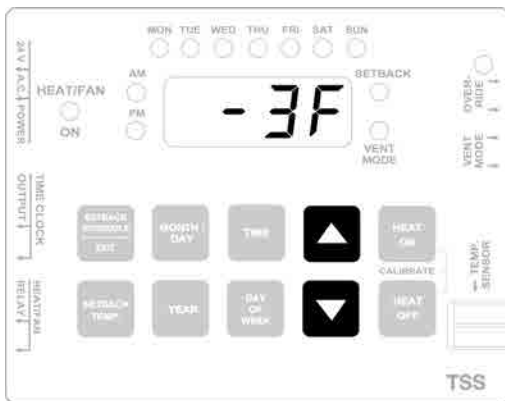 MON TUE WED THU FRI SAT SUN
24 V.A.C. POWER
HEAT/FAN
ON
AM
PM
-3F
SETBACK
VENT
MODE
OVER-
RIDE
VENT
MODE
TIME CLOCK
OUTPUT
SETBACK
SCHEDULE
EXIT
MONTH
DAY
TIME
HEAT
ON
CALIBRATE
TEMP.
SENSOR
HEAT/FAN
RELAY
SETBACK
TEMP
YEAR
DAY
OF
WEEK
HEAT
OFF
TSS